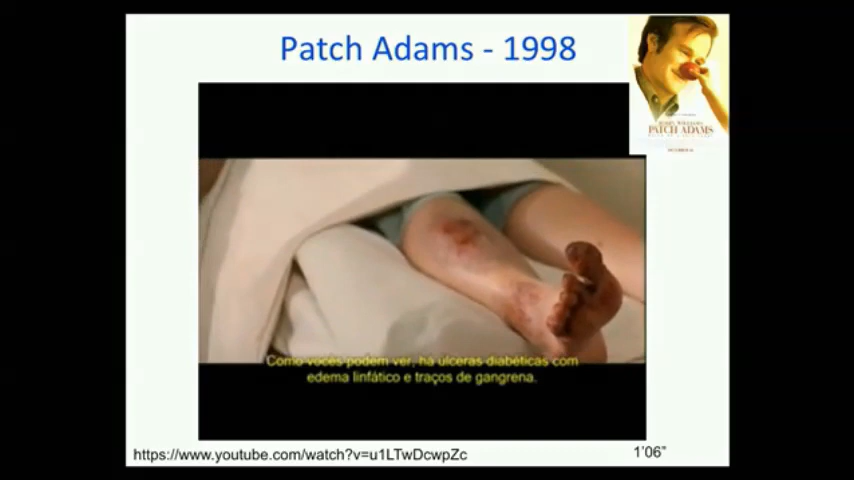 Patch Adams - 1998
PATCH ADAMS
Como vocês podem ver, há úlceras diabéticas com
edema linfático e traços de gangrena.
https://www.youtube.com/watch?v=u1LTwDcwpZc
1’06”